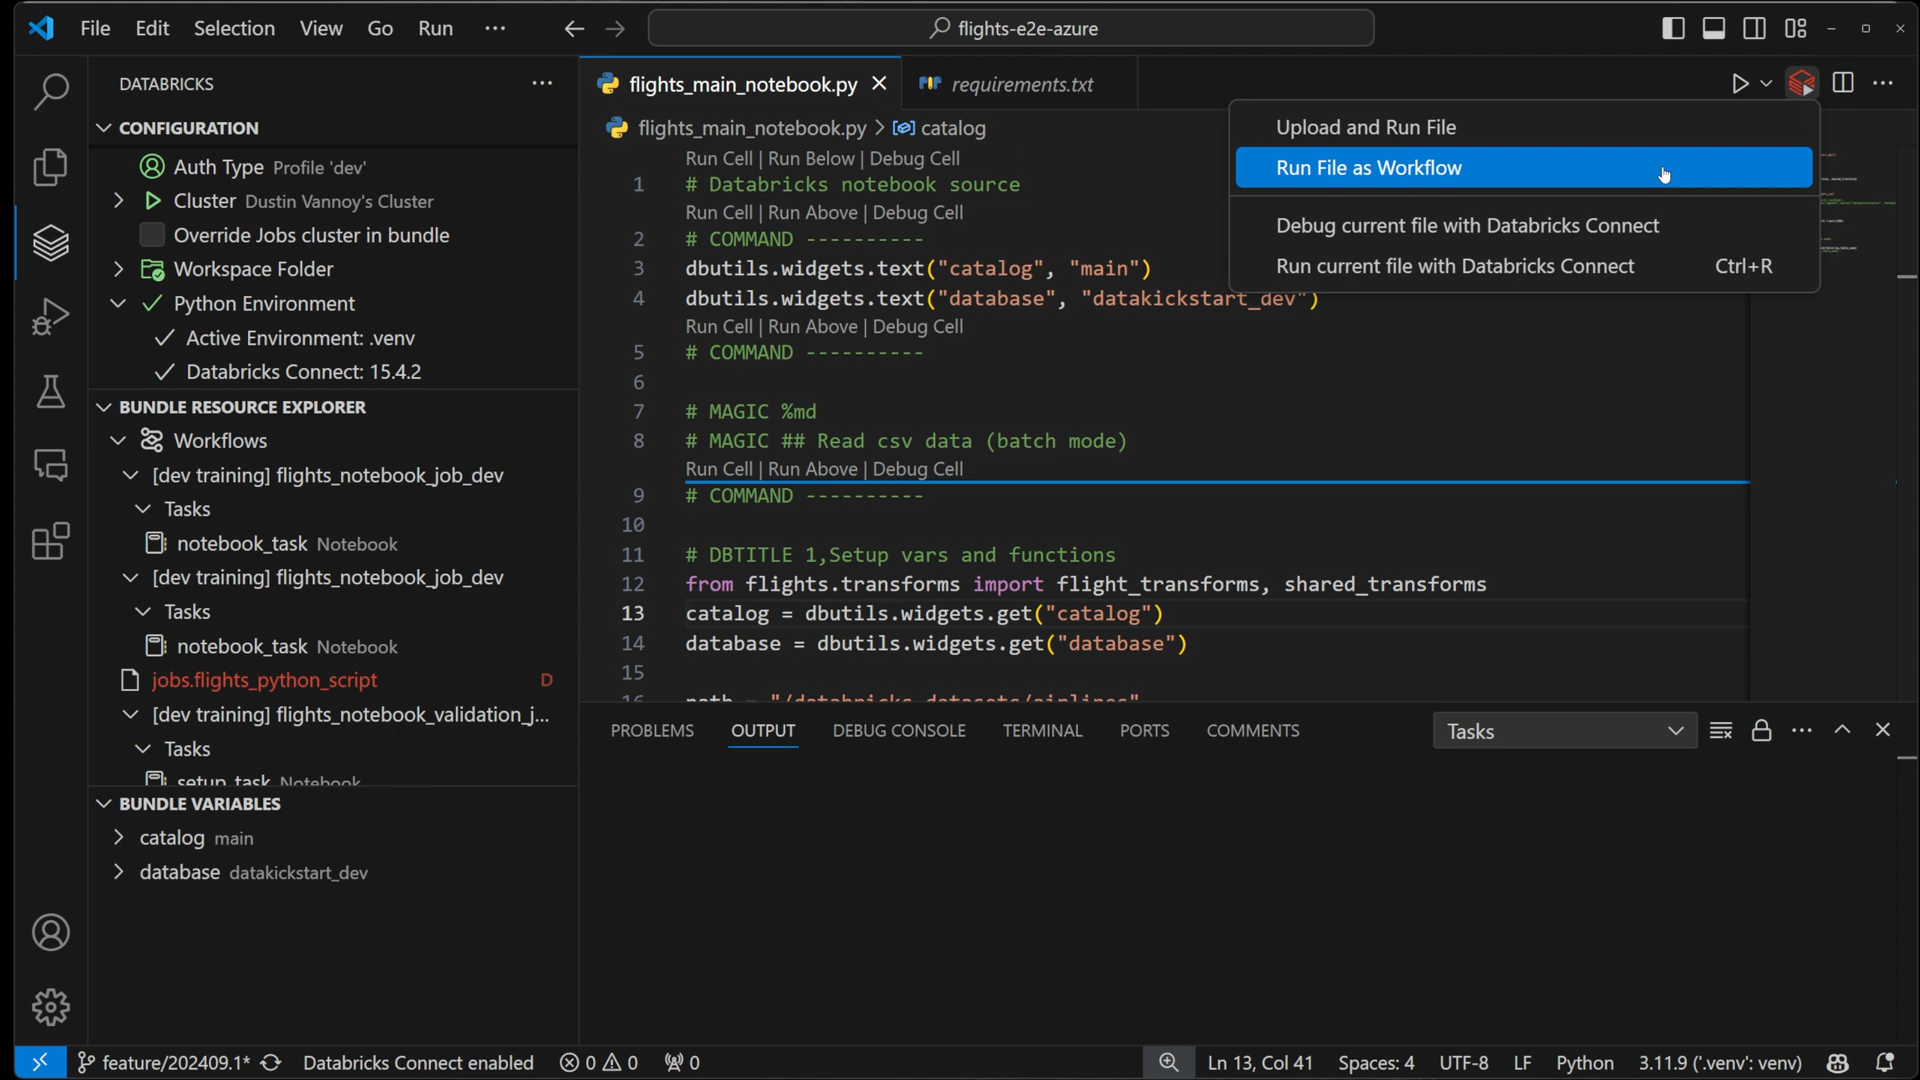 File Edit Selection View Go Run ···
flights-e2e-azure
DATABRICKS
CONFIGURATION
Auth Type Profile 'dev'
Cluster Dustin Vannoy's Cluster
Override Jobs cluster in bundle
Workspace Folder
Python Environment
Active Environment: .venv
Databricks Connect: 15.4.2
BUNDLE RESOURCE EXPLORER
Workflows
[dev training] flights_notebook_job_dev
Tasks
notebook_task Notebook
[dev training] flights_notebook_job_dev
Tasks
notebook_task Notebook
jobs.flights_python_script D
[dev training] flights_notebook_validation_j...
Tasks
setup_task Notebook
BUNDLE VARIABLES
catalog main
database datakickstart_dev
flights_main_notebook.py
requirements.txt
flights_main_notebook.py > catalog
Run Cell | Run Below | Debug Cell
1 # Databricks notebook source
Run Cell | Run Above | Debug Cell
2 # COMMAND ----------
3 dbutils.widgets.text("catalog", "main")
4 dbutils.widgets.text("database", "datakickstart_dev")
Run Cell | Run Above | Debug Cell
5 # COMMAND ----------
6
7 # MAGIC %md
8 # MAGIC ## Read csv data (batch mode)
Run Cell | Run Above | Debug Cell
9 # COMMAND ----------
10
11 # DBTITLE 1,Setup vars and functions
12 from flights.transforms import flight_transforms, shared_transforms
13 catalog = dbutils.widgets.get("catalog")
14 database = dbutils.widgets.get("database")
15
16 path = "/databricks-datasets/airlines"
Upload and Run File
Run File as Workflow
Debug current file with Databricks Connect
Run current file with Databricks Connect Ctrl+R
PROBLEMS OUTPUT DEBUG CONSOLE TERMINAL PORTS COMMENTS
Tasks
feature/202409.1* Databricks Connect enabled 0 0 0
Ln 13, Col 41 Spaces: 4 UTF-8 LF Python 3.11.9 ('.venv': venv)